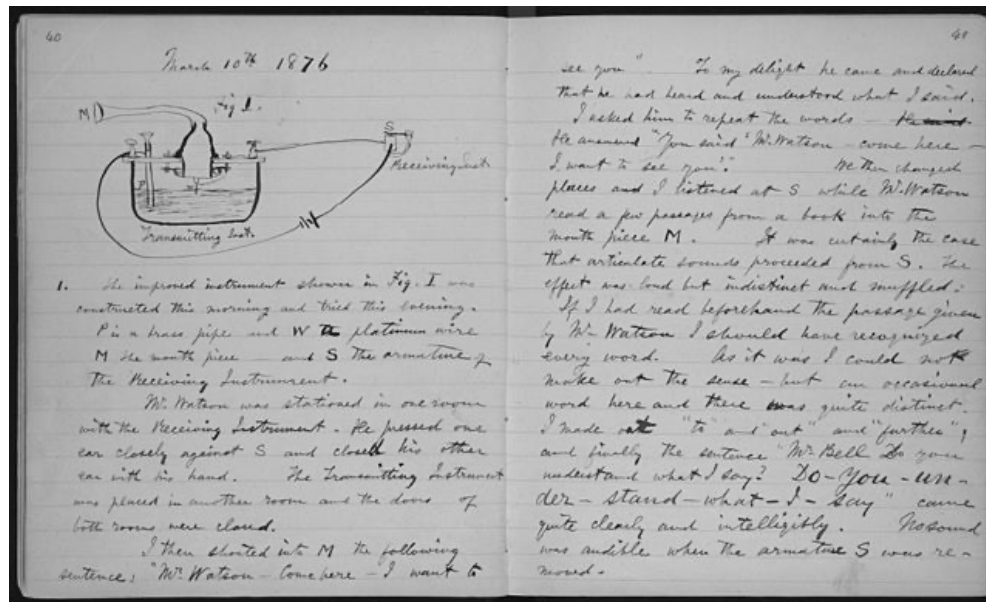 40
March 10th 1876
Fig 1.
M
S
Receiving Inst.
P
W
Transmitting Inst.
1. The improved instrument shown in Fig. I was
constructed this morning and tried this evening.
P is a brass pipe and W the platinum wire
M the mouth piece — and S the armature of
the Receiving Instrument.
Mr. Watson was stationed in one room
with the Receiving Instrument. He pressed one
ear closely against S and closed his other
ear with his hand. The Transmitting Instrument
was placed in another room and the doors of
both rooms were closed.
I then shouted into M the following
sentence: "Mr. Watson — Come here — I want to
41
see you". To my delight he came and declared
that he had heard and understood what I said.
I asked him to repeat the words — He said
He answered "You said "Mr. Watson — come here —
I want to see you"." We then changed
places and I listened at S while Mr. Watson
read a few passages from a book into the
mouth piece M. It was certainly the case
that articulate sounds proceeded from S. The
effect was loud but indistinct and muffled.
If I had read beforehand the passage given
by Mr. Watson I should have recognized
every word. As it was I could not
make out the sense — but an occasional
word here and there was quite distinct.
I made out "to" and "out" and "further";
and finally the sentence "Mr. Bell Do you
understand what I say? Do — you — un —
der — stand — what — I — say" came
quite clearly and intelligibly. No sound
was audible when the armature S was re-
moved.